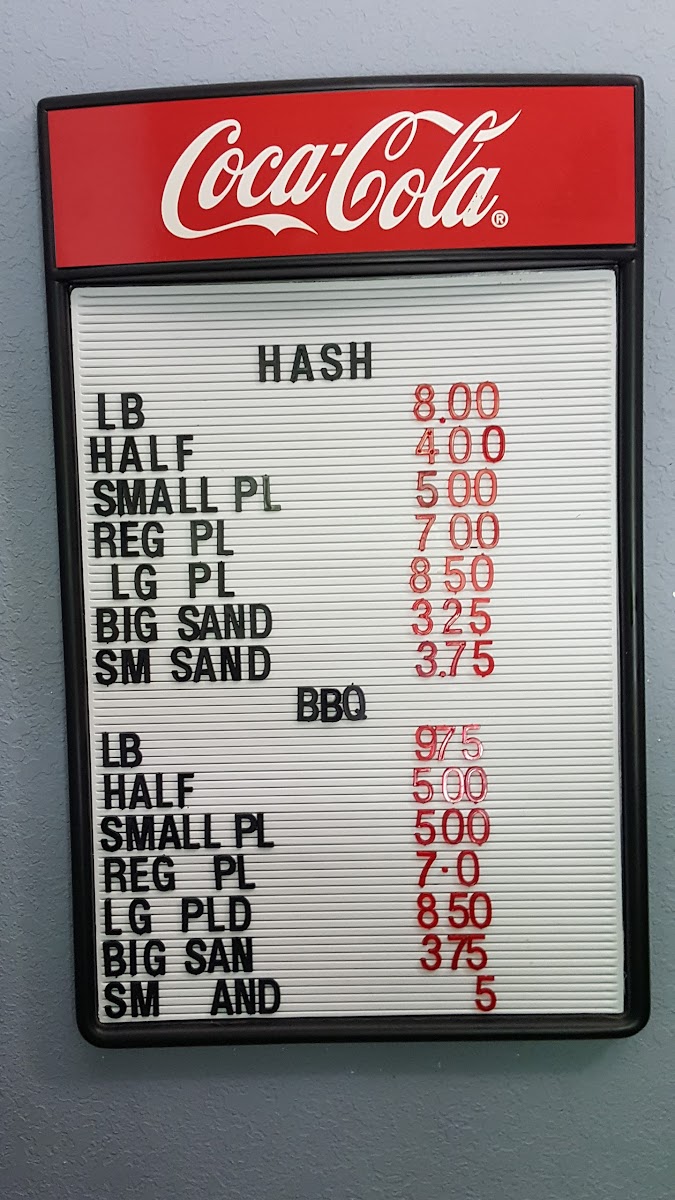 Coca-Cola®
HASH
LB 8.00
HALF 400
SMALL PL 500
REG PL 700
LG PL 850
BIG SAND 325
SM SAND 3.75
BBQ
LB 975
HALF 500
SMALL PL 500
REG PL 7·0
LG PLD 850
BIG SAN 375
SM AND 5